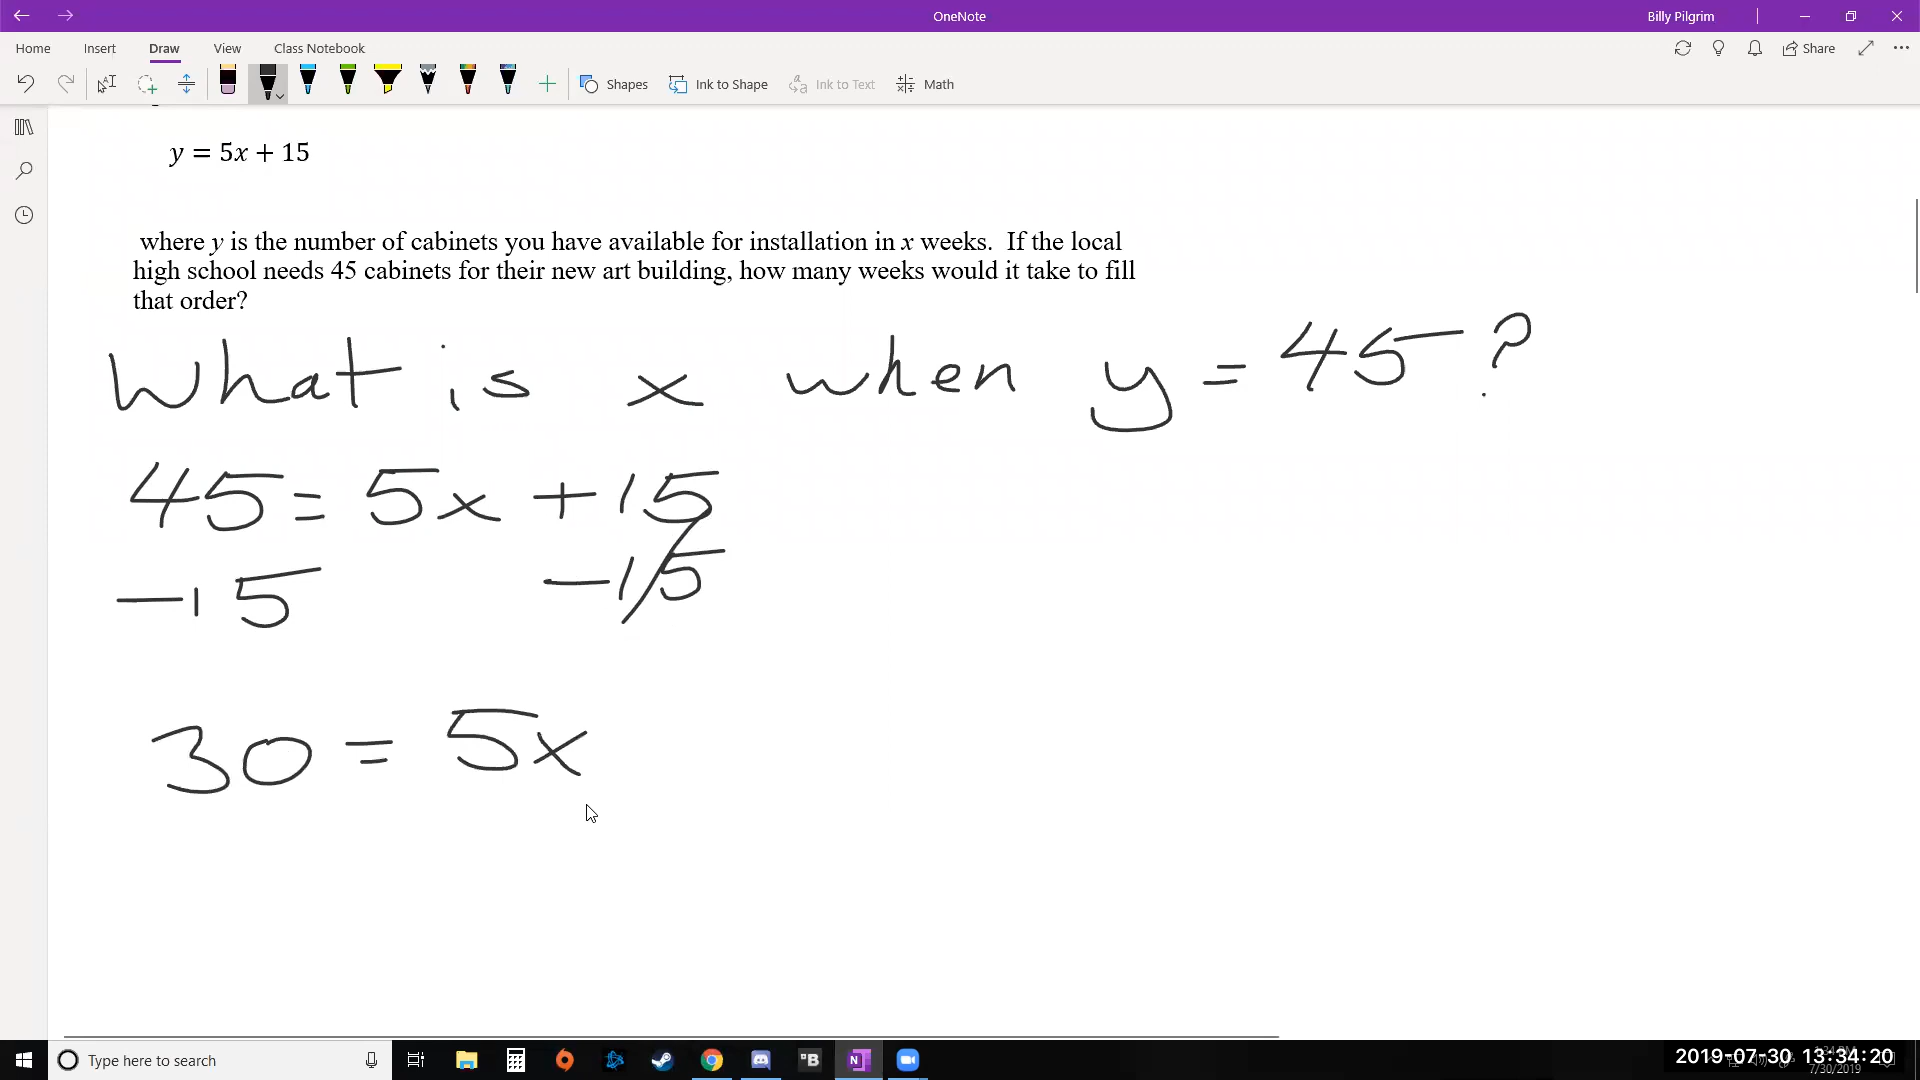 OneNote
Billy Pilgrim
Home Insert Draw View Class Notebook
Share
Shapes Ink to Shape Ink to Text Math
y = 5x + 15
where y is the number of cabinets you have available for installation in x weeks. If the local
high school needs 45 cabinets for their new art building, how many weeks would it take to fill
that order?
What is x when y = 45?
45 = 5x + 15
-15 -15
30 = 5x
Type here to search
2019-07-30 13:34:20
7/30/2019